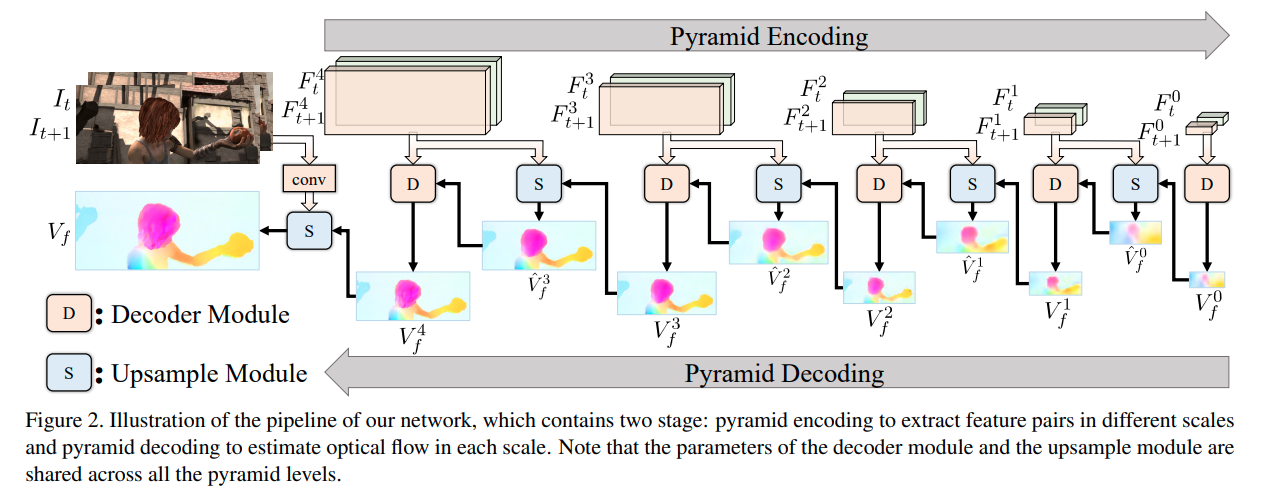 Pyramid Encoding
I_t
I_{t+1}
F_t^4
F_{t+1}^4
F_t^3
F_{t+1}^3
F_t^2
F_{t+1}^2
F_t^1
F_{t+1}^1
F_t^0
F_{t+1}^0
conv
D
S
D
S
D
S
D
S
D
S
V_f
V̂_f^3
V̂_f^2
V̂_f^1
V̂_f^0
V_f^4
V_f^3
V_f^2
V_f^1
V_f^0
D : Decoder Module
S : Upsample Module
Pyramid Decoding
Figure 2. Illustration of the pipeline of our network, which contains two stage: pyramid encoding to extract feature pairs in different scales
and pyramid decoding to estimate optical flow in each scale. Note that the parameters of the decoder module and the upsample module are
shared across all the pyramid levels.